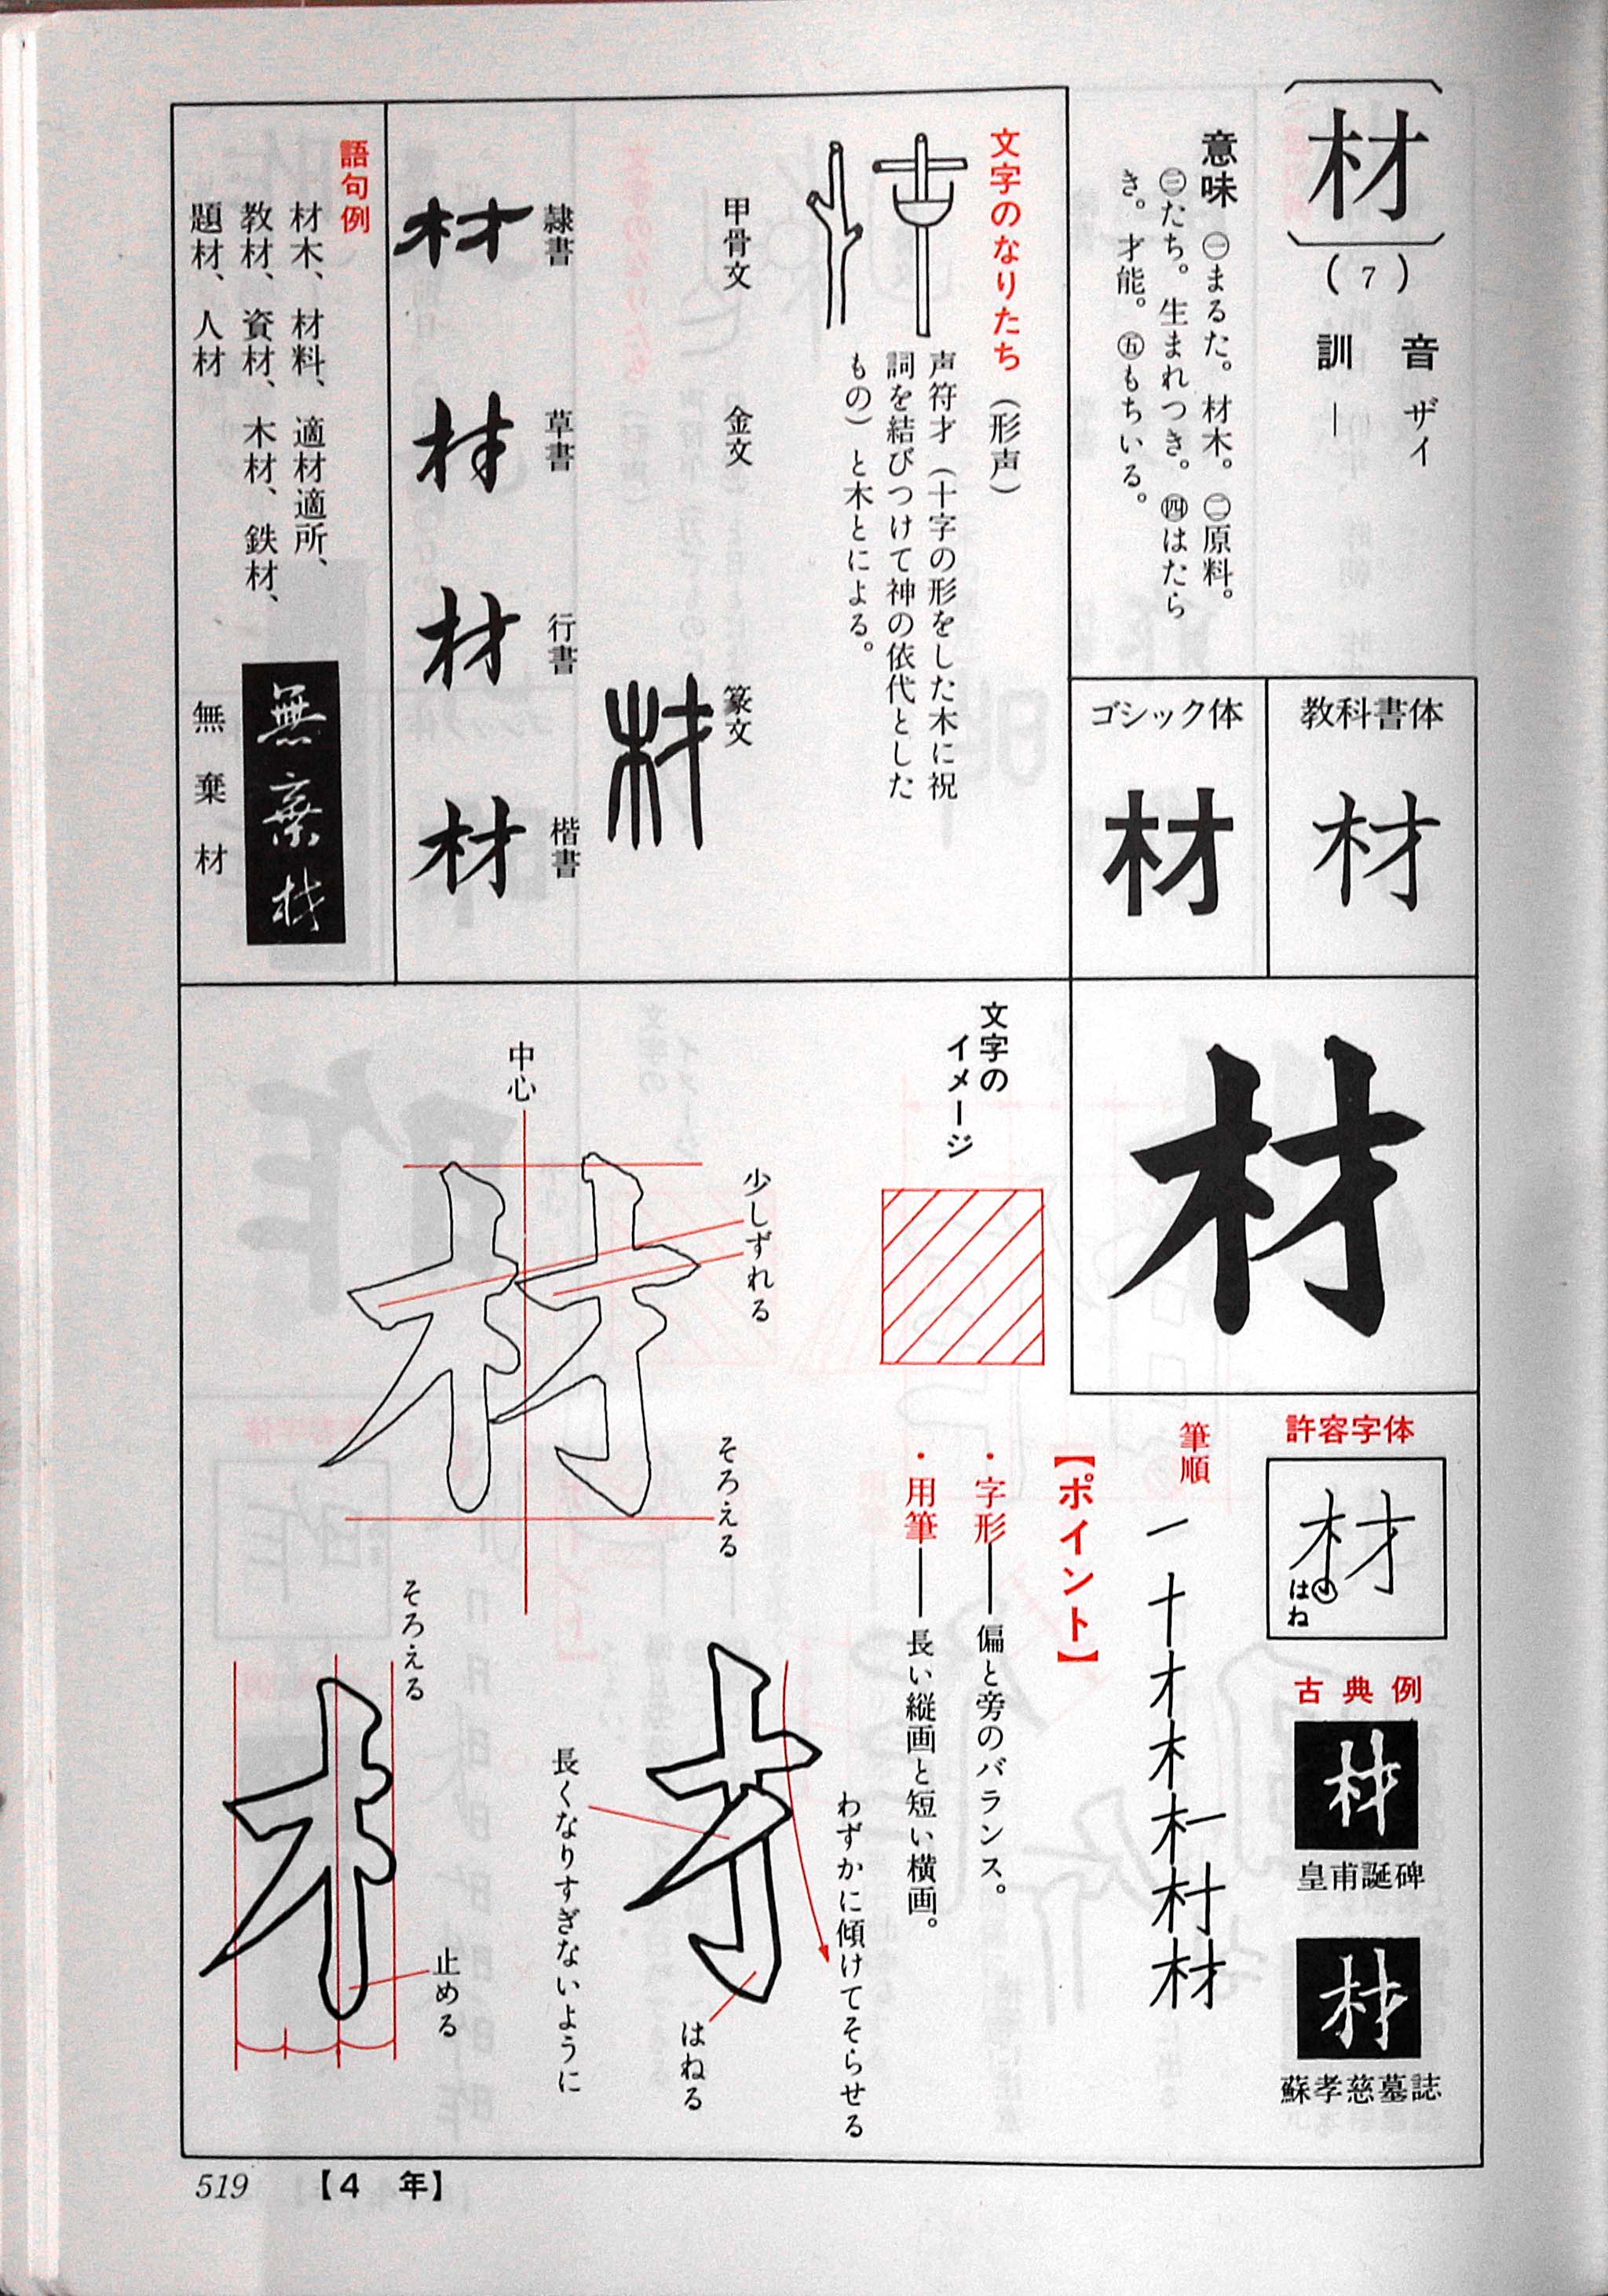 材
(7)
音 ザイ
訓 ―
意味 ㊀まるた。材木。㊁原料。
㊂たち。生まれつき。㊃はたら
き。才能。㊄もちいる。
教科書体
材
ゴシック体
材
文字のなりたち(形声)
声符才(十字の形をした木に祝
詞を結びつけて神の依代とした
もの)と木とによる。
甲骨文
金文
篆文
材
隷書
材
草書
材
行書
材
楷書
材
語句例
材木、材料、適材適所、
教材、資材、木材、鉄材、
題材、人材
無棄材
無棄材
材
許容字体
材
はね
古典例
材
皇甫誕碑
材
蘇孝慈墓誌
筆順
一 十 才 木 村 材
【ポイント】
・字形――偏と旁のバランス。
・用筆――長い縦画と短い横画。
文字の
イメージ
少しずれる
中心
材
そろえる
わずかに傾けてそらせる
才
はねる
長くなりすぎないように
そろえる
止める
519 【4 年】